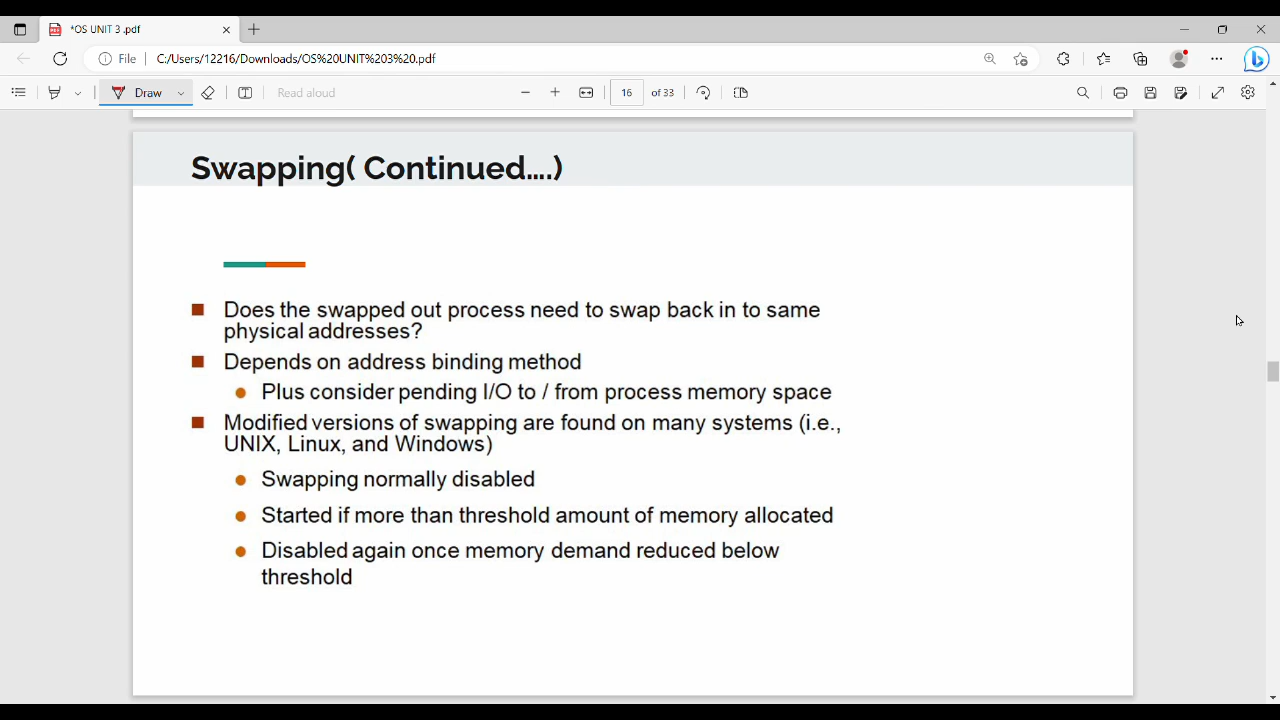 *OS UNIT 3 .pdf
File
C:/Users/12216/Downloads/OS%20UNIT%203%20.pdf
Draw
Read aloud
16 of 33
Swapping( Continued....)
Does the swapped out process need to swap back in to same
physical addresses?
Depends on address binding method
Plus consider pending I/O to / from process memory space
Modified versions of swapping are found on many systems (i.e.,
UNIX, Linux, and Windows)
Swapping normally disabled
Started if more than threshold amount of memory allocated
Disabled again once memory demand reduced below
threshold